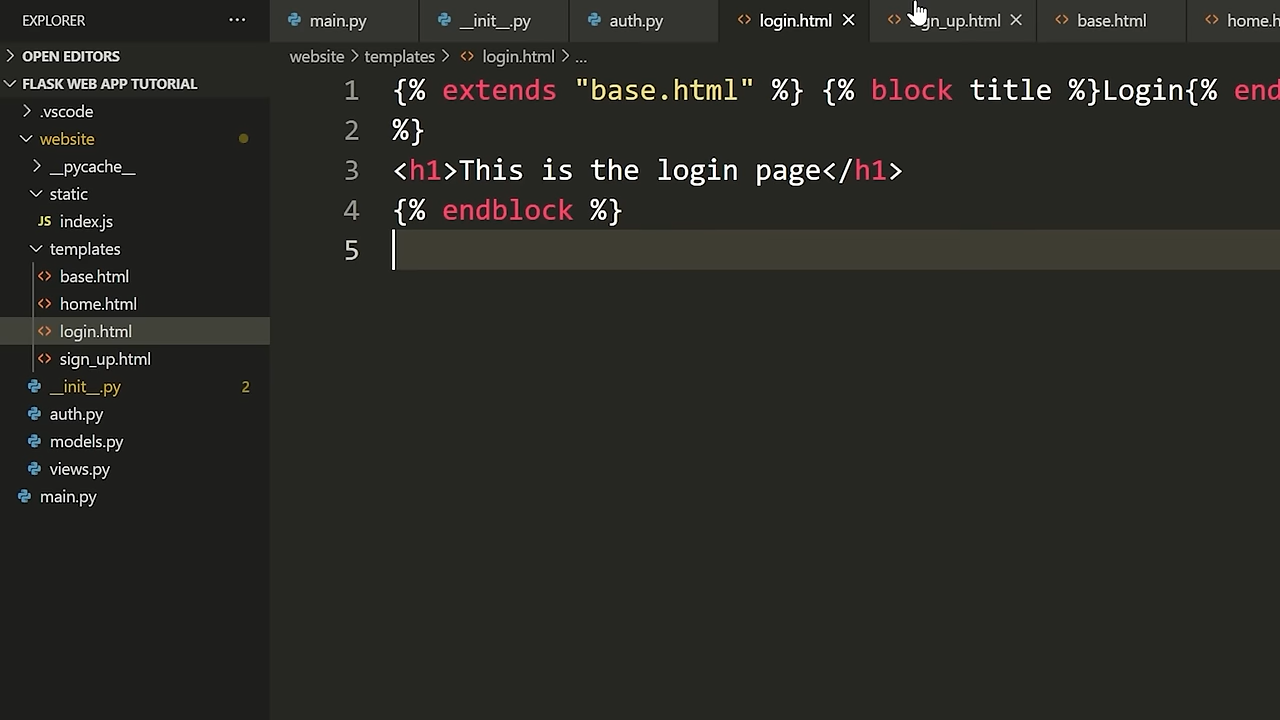 EXPLORER ...
main.py __init__.py auth.py login.html base.html
OPEN EDITORS
FLASK WEB APP TUTORIAL
.vscode
website
__pycache__
static
JS index.js
templates
base.html
home.html
login.html
sign_up.html
__init__.py 2
auth.py
models.py
views.py
main.py
website > templates > login.html > ...
1 {% extends "base.html" %} {% block title %}Login{% end
2 %}
3 <h1>This is the login page</h1>
4 {% endblock %}
5